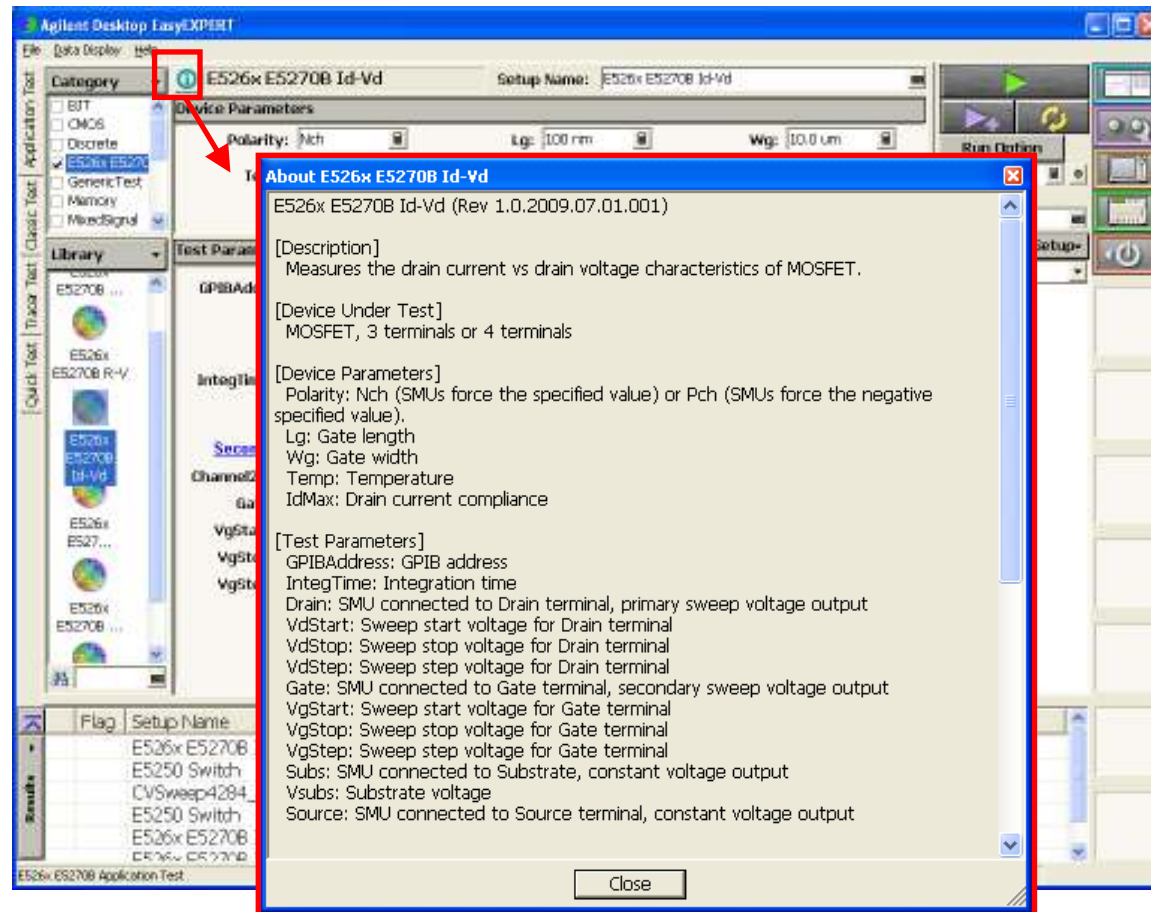 Agilent Desktop EasyEXPERT
File Data Display Help
Application Test
Classic Test
Tracer Test
Quick Test
Category
BJT
CMOS
Discrete
E526x E5270
GenericTest
Memory
MixedSignal
Library
E5270B ...
E526x
E5270B R-V
E526x
E5270B
Id-Vd
E526x
E527...
E526x
E5270B ...
E526x E5270B Id-Vd
Setup Name: E526x E5270B Id-Vd
Device Parameters
Polarity: Nch
Lg: 100 nm
Wg: 10.0 um
Run Option
Setup
Test Param
GPIBAdd
IntegTim
Secon
Channel2
Ga
VgSta
VgSto
VgSte
About E526x E5270B Id-Vd
E526x E5270B Id-Vd (Rev 1.0.2009.07.01.001)
[Description]
Measures the drain current vs drain voltage characteristics of MOSFET.
[Device Under Test]
MOSFET, 3 terminals or 4 terminals
[Device Parameters]
Polarity: Nch (SMUs force the specified value) or Pch (SMUs force the negative
specified value).
Lg: Gate length
Wg: Gate width
Temp: Temperature
IdMax: Drain current compliance
[Test Parameters]
GPIBAddress: GPIB address
IntegTime: Integration time
Drain: SMU connected to Drain terminal, primary sweep voltage output
VdStart: Sweep start voltage for Drain terminal
VdStop: Sweep stop voltage for Drain terminal
VdStep: Sweep step voltage for Drain terminal
Gate: SMU connected to Gate terminal, secondary sweep voltage output
VgStart: Sweep start voltage for Gate terminal
VgStop: Sweep stop voltage for Gate terminal
VgStep: Sweep step voltage for Gate terminal
Subs: SMU connected to Substrate, constant voltage output
Vsubs: Substrate voltage
Source: SMU connected to Source terminal, constant voltage output
Close
Results
Flag Setup Name
E526x E5270B
E5250 Switch
CVSweep4284_
E5250 Switch
E526x E5270B
E526x E5270B
E526x E5270B Application Test